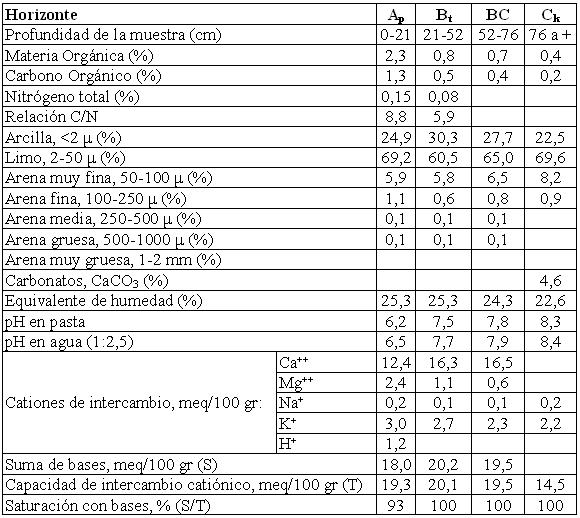 Horizonte Ap Bt BC Ck
Profundidad de la muestra (cm) 0-21 21-52 52-76 76 a +
Materia Orgánica (%) 2,3 0,8 0,7 0,4
Carbono Orgánico (%) 1,3 0,5 0,4 0,2
Nitrógeno total (%) 0,15 0,08
Relación C/N 8,8 5,9
Arcilla, <2 μ (%) 24,9 30,3 27,7 22,5
Limo, 2-50 μ (%) 69,2 60,5 65,0 69,6
Arena muy fina, 50-100 μ (%) 5,9 5,8 6,5 8,2
Arena fina, 100-250 μ (%) 1,1 0,6 0,8 0,9
Arena media, 250-500 μ (%) 0,1 0,1 0,1
Arena gruesa, 500-1000 μ (%) 0,1 0,1 0,1
Arena muy gruesa, 1-2 mm (%)
Carbonatos, CaCO3 (%) 4,6
Equivalente de humedad (%) 25,3 25,3 24,3 22,6
pH en pasta 6,2 7,5 7,8 8,3
pH en agua (1:2,5) 6,5 7,7 7,9 8,4
Cationes de intercambio, meq/100 gr:
Ca++ 12,4 16,3 16,5
Mg++ 2,4 1,1 0,6
Na+ 0,2 0,1 0,1 0,2
K+ 3,0 2,7 2,3 2,2
H+ 1,2
Suma de bases, meq/100 gr (S) 18,0 20,2 19,5
Capacidad de intercambio catiónico, meq/100 gr (T) 19,3 20,1 19,5 14,5
Saturación con bases, % (S/T) 93 100 100 100